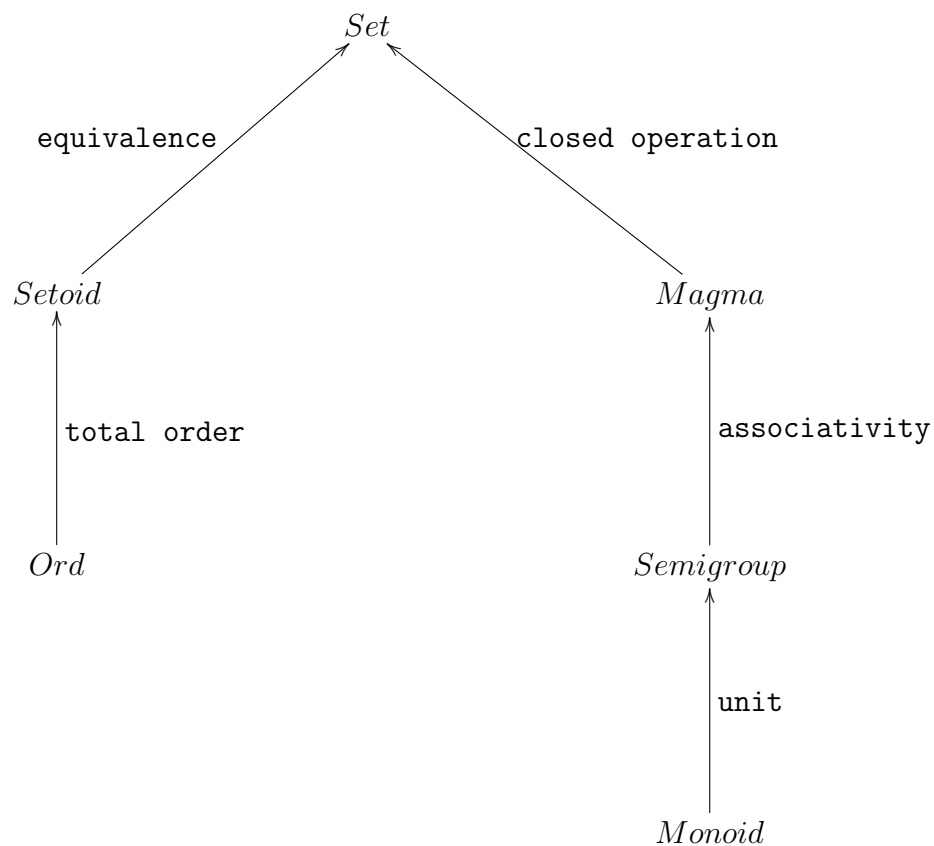 Set
equivalence
closed operation
Setoid
Magma
total order
associativity
Ord
Semigroup
unit
Monoid